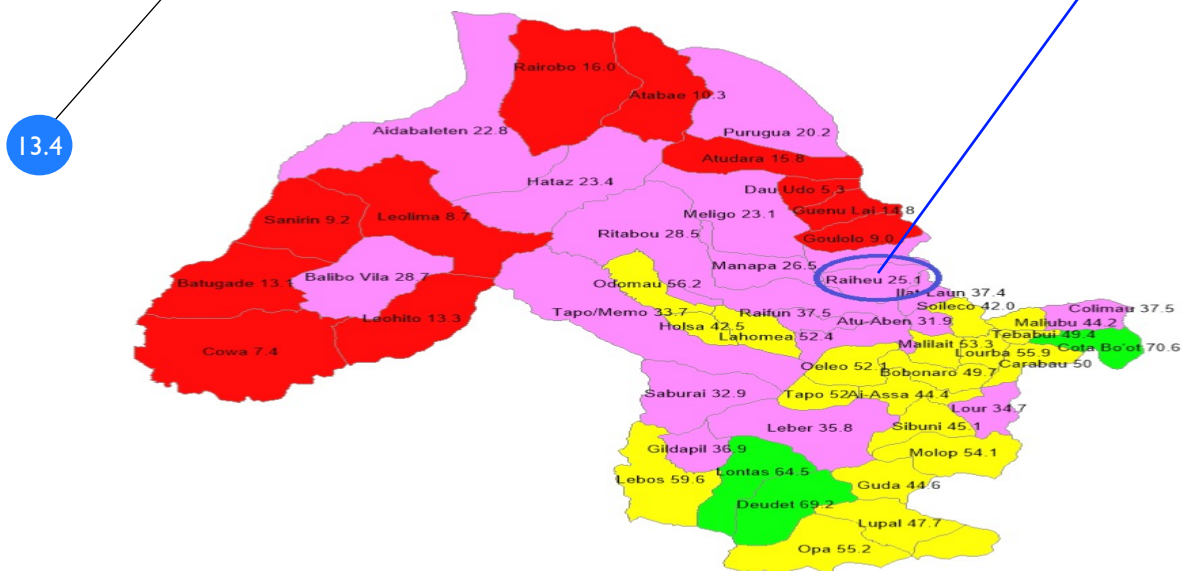 Rairobo 16.0
Atabae 10.3
Aidabaleten 22.8
Purugua 20.2
13.4
Atudara 15.8
Hataz 23.4
Dau Udo 5.3
Leolima 8.7
Meligo 23.1
Guenu Lai 14.8
Sanirin 9.2
Ritabou 28.5
Goulolo 9.0
Manapa 26.5
Balibo Vila 28.7
Batugade 13.1
Odomau 56.2
Raiheu 25.1
Ilat-Laun 37.4
Soileco 42.0
Colimau 37.5
Tapo/Memo 33.7
Raifun 37.5
Atu-Aben 31.9
Maliubu 44.2
Leohito 13.3
Holsa 42.5
Lahomea 52.4
Tebabui 49.4
Malilait 53.3
Cota Bo'ot 70.6
Cowa 7.4
Lourba 55.9
Carabau 50
Oeleo 52.1
Bobonaro 49.7
Saburai 32.9
Tapo 52
Ai-Assa 44.4
Lour 34.7
Leber 35.8
Sibuni 45.1
Gildapil 36.9
Molop 54.1
Lontas 64.5
Lebos 59.6
Guda 44.6
Deudet 69.2
Lupal 47.7
Opa 55.2